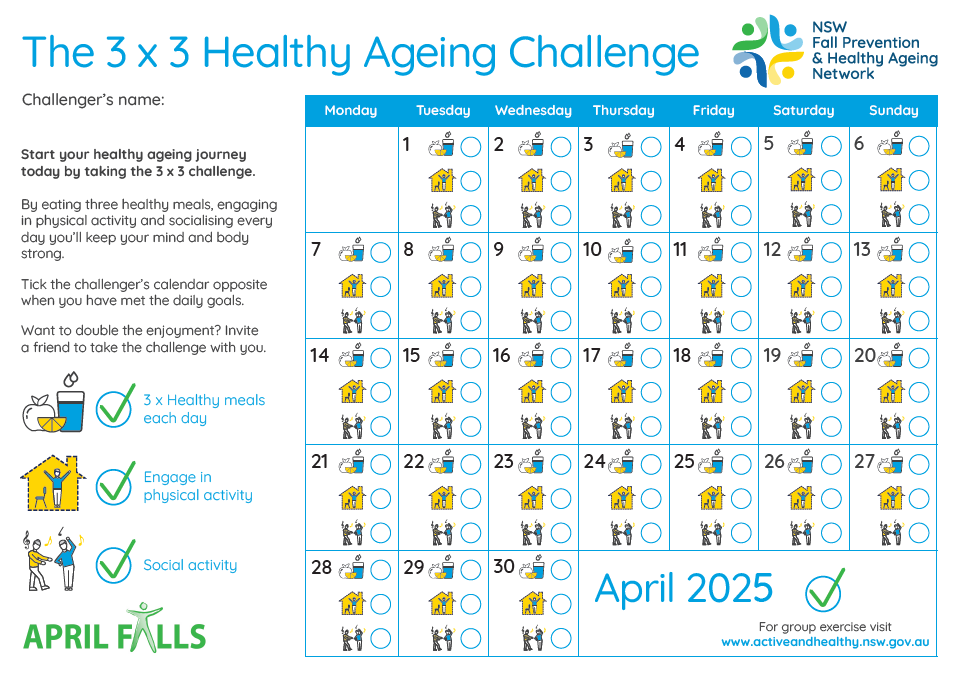 The 3 x 3 Healthy Ageing Challenge
NSW
Fall Prevention
& Healthy Ageing
Network
Challenger's name:
Start your healthy ageing journey
today by taking the 3 x 3 challenge.
By eating three healthy meals, engaging
in physical activity and socialising every
day you'll keep your mind and body
strong.
Tick the challenger's calendar opposite
when you have met the daily goals.
Want to double the enjoyment? Invite
a friend to take the challenge with you.
3 x Healthy meals
each day
Engage in
physical activity
Social activity
APRIL FALLS
Monday Tuesday Wednesday Thursday Friday Saturday Sunday
1 2 3 4 5 6
7 8 9 10 11 12 13
14 15 16 17 18 19 20
21 22 23 24 25 26 27
28 29 30
April 2025
For group exercise visit
www.activeandhealthy.nsw.gov.au